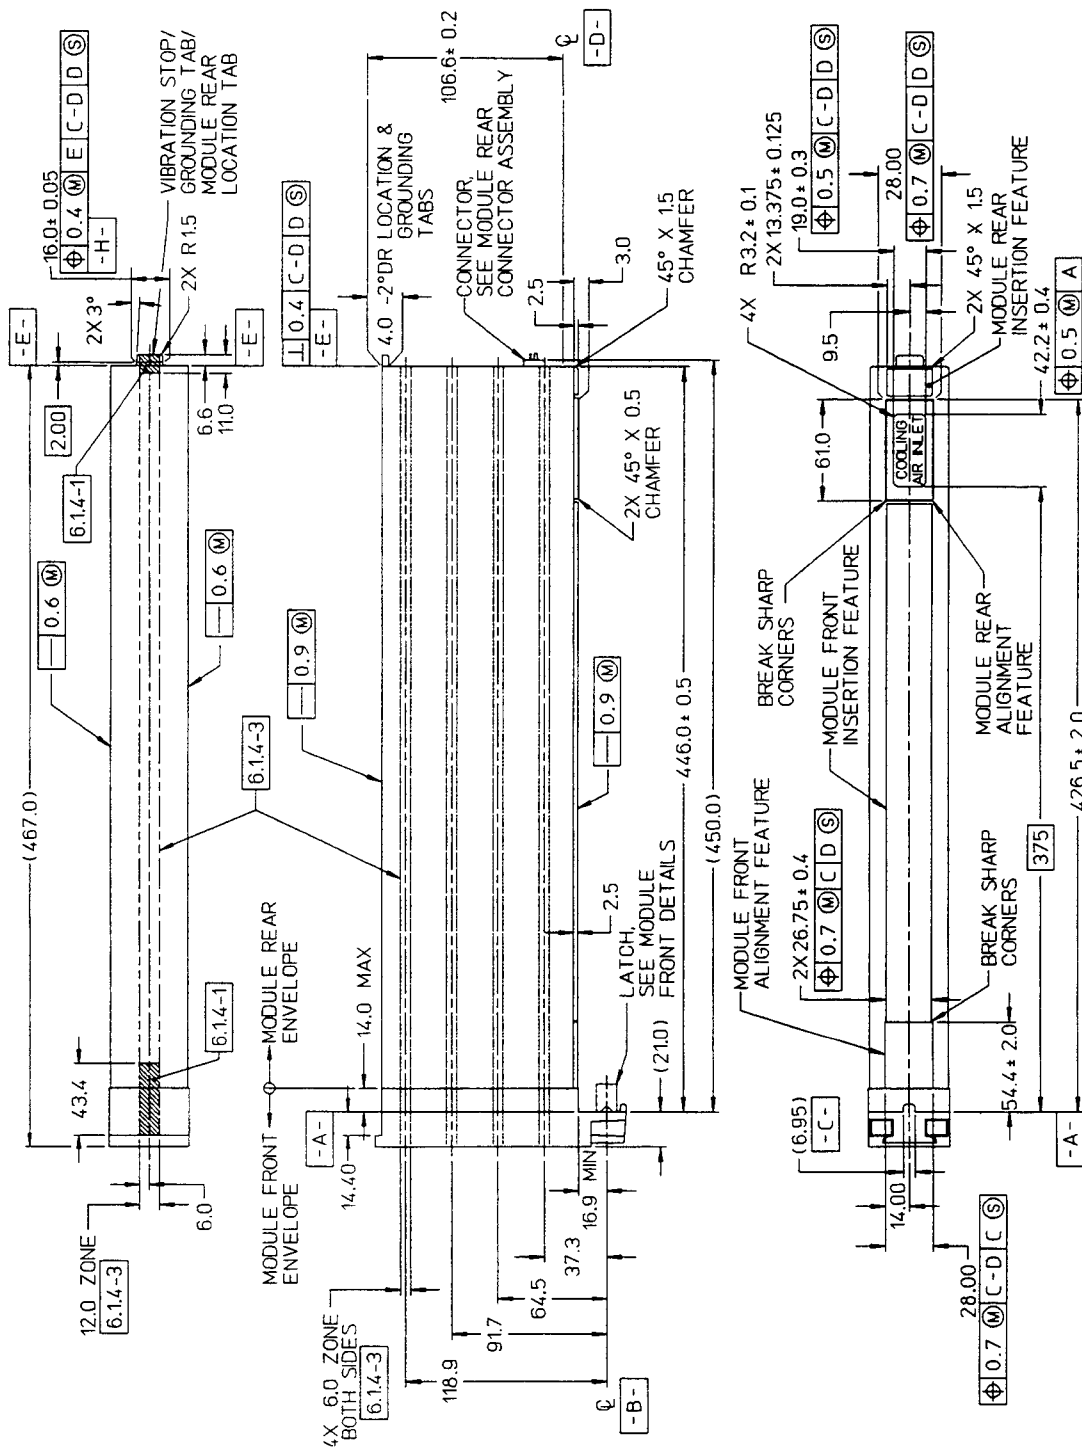 (467.0)
0.6 Ⓜ
0.6 Ⓜ
6.1.4-1
2.00
-E-
-E-
2X 3°
16.0± 0.05
⌖ 0.4 Ⓜ E C-D D Ⓢ
-H-
VIBRATION STOP/
GROUNDING TAB/
MODULE REAR
LOCATION TAB
2X R 1.5
6.6
11.0
43.4
6.1.4-1
12.0 ZONE
6.1.4-3
6.0
6.1.4-3
0.9 Ⓜ
0.9 Ⓜ
MODULE FRONT
ENVELOPE
MODULE REAR
ENVELOPE
-A-
14.0 MAX
14.40
⊥ 0.4 C-D D Ⓢ
-E-
4.0 -2°DR LOCATION &
GROUNDING
TABS
106.6± 0.2
℄
-D-
CONNECTOR,
SEE MODULE REAR
CONNECTOR ASSEMBLY
2.5
3.0
45° X 1.5
CHAMFER
2X 45° X 0.5
CHAMFER
446.0± 0.5
(450.0)
LATCH,
SEE MODULE
FRONT DETAILS
2.5
(21.0)
16.9 MIN
37.3
64.5
91.7
118.9
4X 6.0 ZONE
BOTH SIDES
6.1.4-3
℄
-B-
MODULE FRONT
ALIGNMENT FEATURE
MODULE FRONT
INSERTION FEATURE
BREAK SHARP
CORNERS
2X 26.75± 0.4
⌖ 0.7 Ⓜ C D Ⓢ
61.0
9.5
4X R3.2± 0.1
2X 13.375± 0.125
19.0± 0.3
⌖ 0.5 Ⓜ C-D D Ⓢ
28.00
⌖ 0.7 Ⓜ C-D D Ⓢ
COOLING
AIR INLET
2X 45° X 1.5
MODULE REAR
INSERTION FEATURE
42.2± 0.4
⌖ 0.5 Ⓜ A
MODULE REAR
ALIGNMENT
FEATURE
BREAK SHARP
CORNERS
375
54.4± 2.0
426.5± 2.0
-A-
(6.95)
-C-
14.00
28.00
⌖ 0.7 Ⓜ C-D C Ⓢ